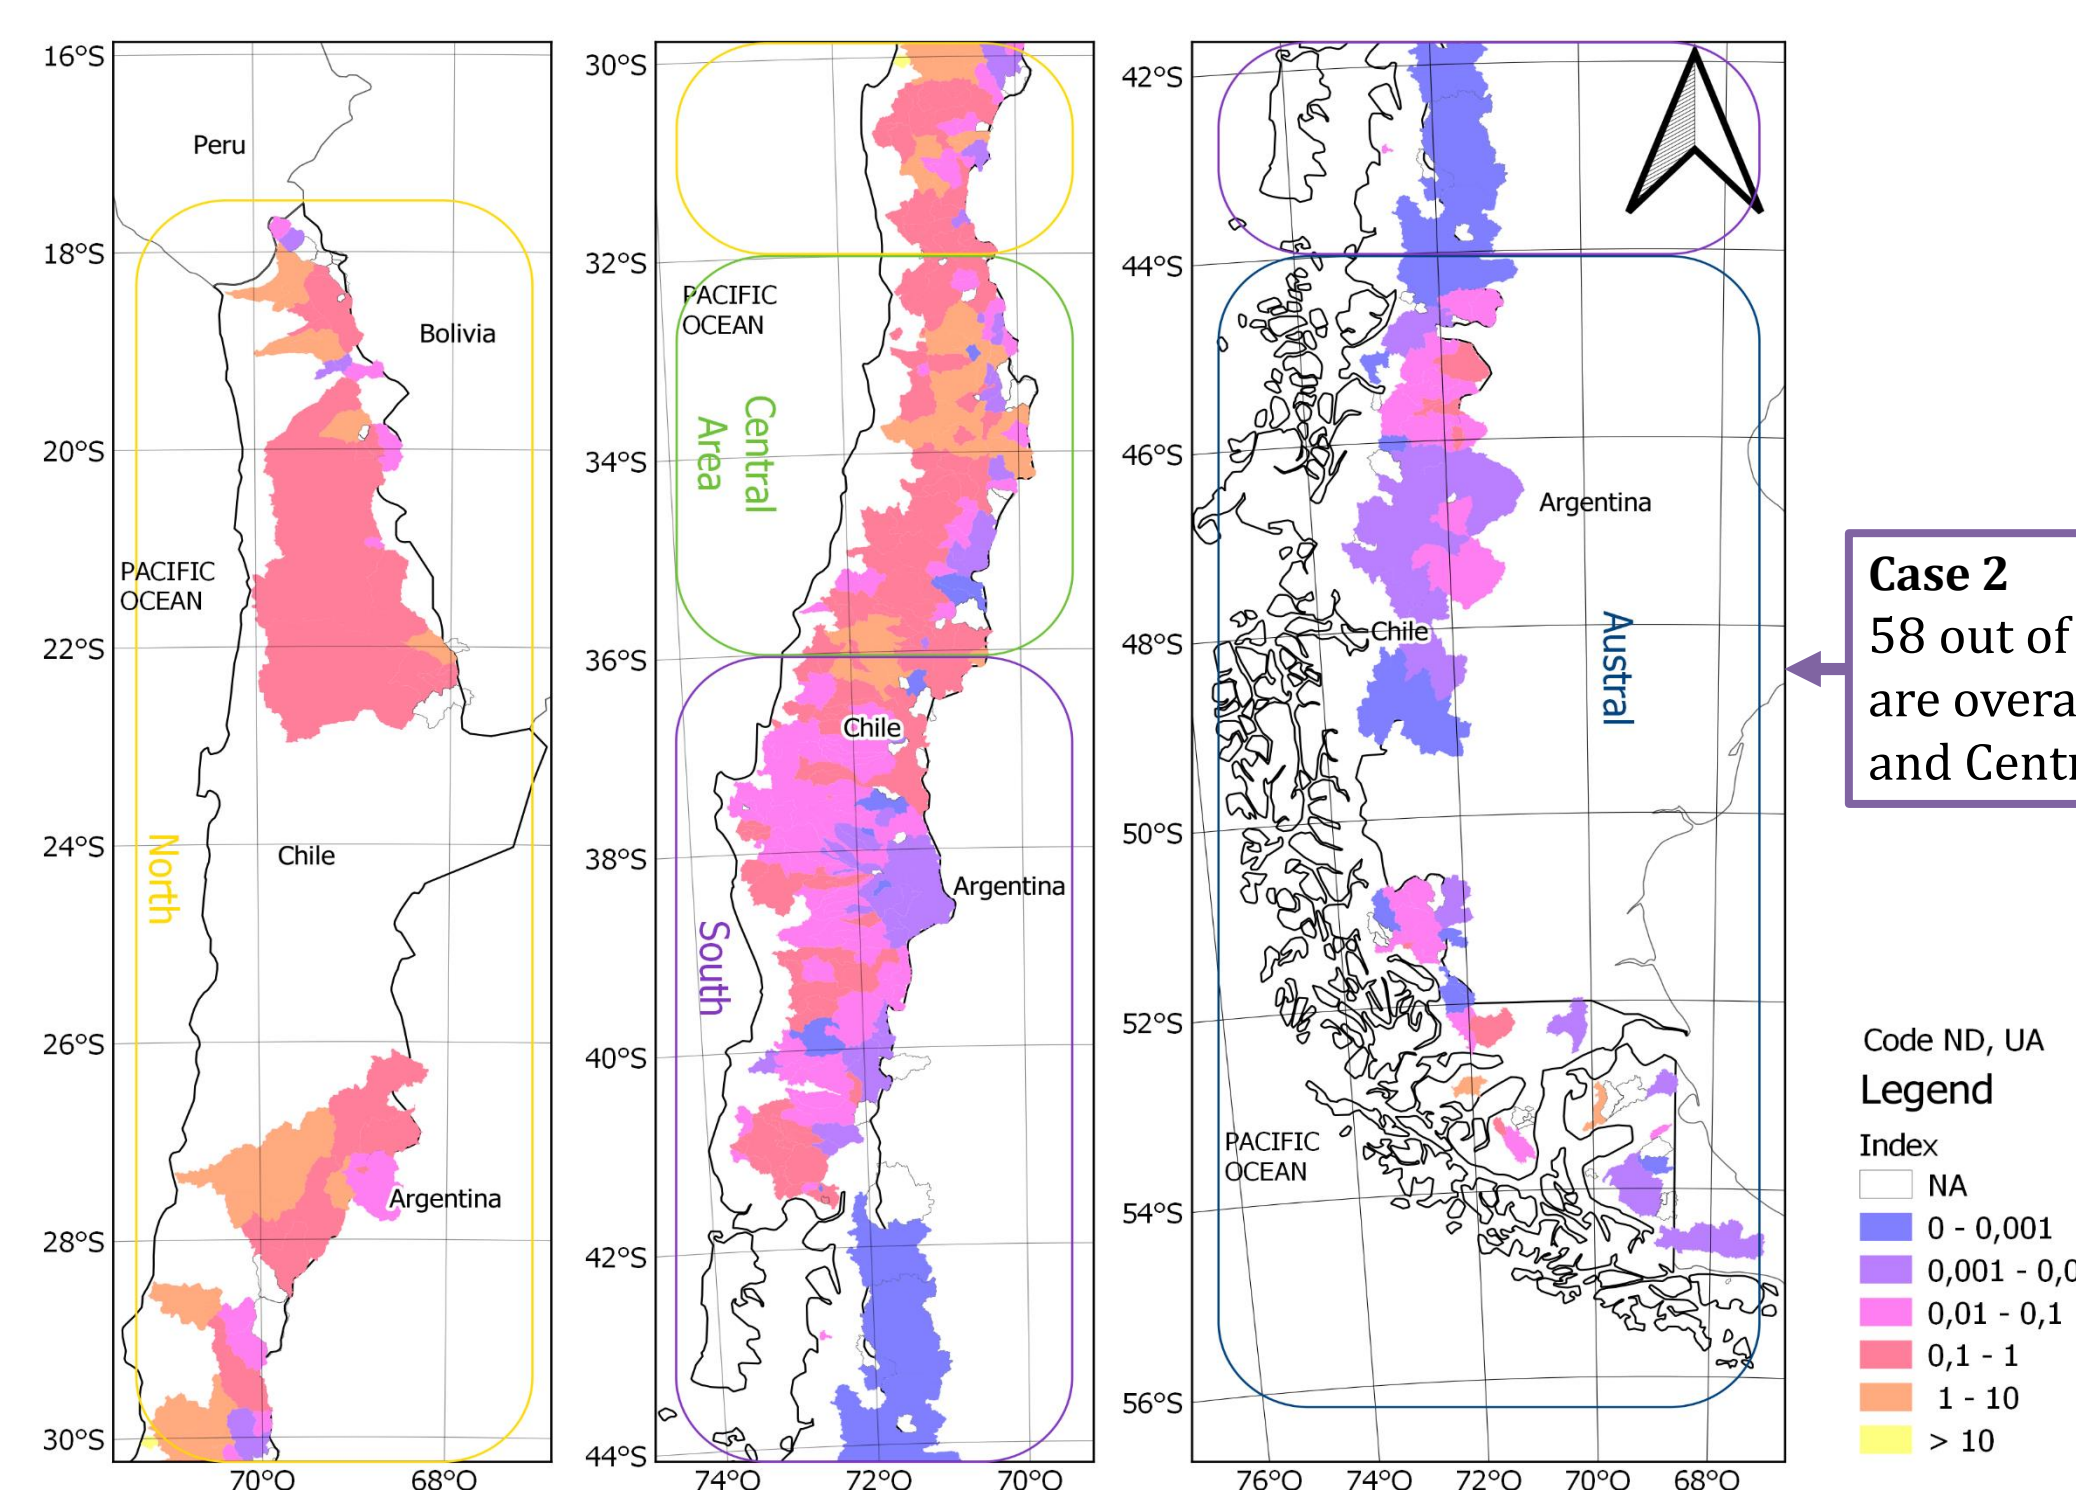 16°S
18°S
20°S
22°S
24°S
26°S
28°S
30°S
Peru
Bolivia
PACIFIC
OCEAN
North
Chile
Argentina
70°O
68°O
30°S
32°S
34°S
36°S
38°S
40°S
42°S
44°S
PACIFIC
OCEAN
Central
Area
Chile
Argentina
South
74°O
72°O
70°O
42°S
44°S
46°S
48°S
50°S
52°S
54°S
56°S
Argentina
Chile
Austral
PACIFIC
OCEAN
76°O
74°O
72°O
70°O
68°O
Case 2
58 out of
are overa
and Centr
Code ND, UA
Legend
Index
NA
0 - 0,001
0,001 - 0,0
0,01 - 0,1
0,1 - 1
1 - 10
> 10